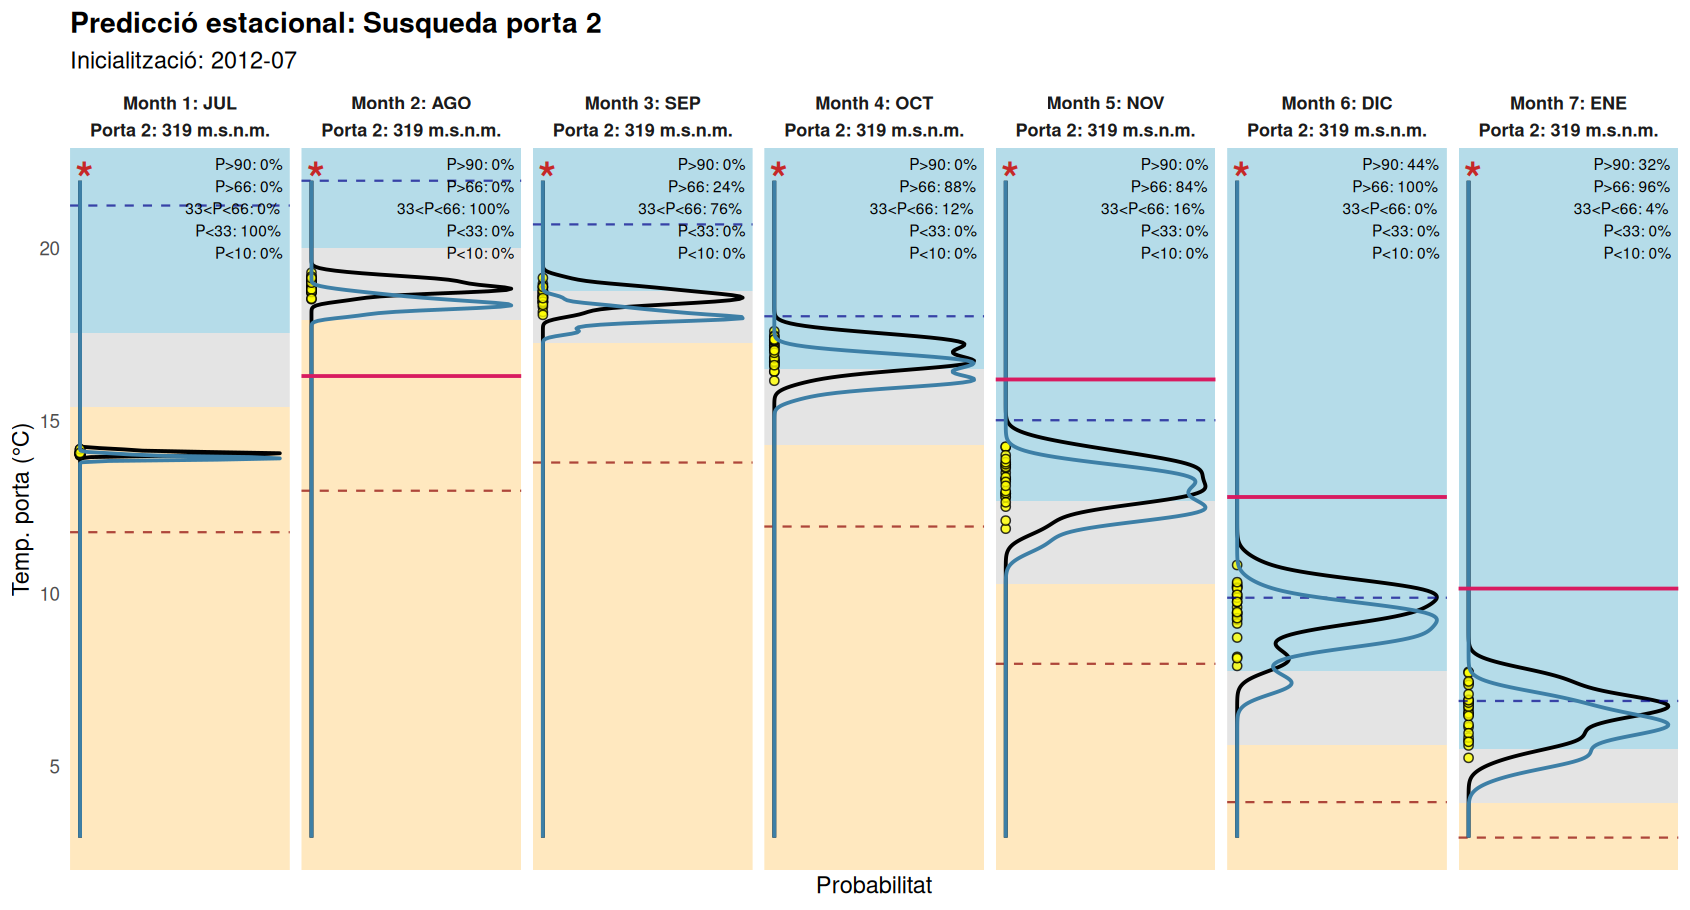 Predicció estacional: Susqueda porta 2
Inicialització: 2012-07
Month 1: JUL
Porta 2: 319 m.s.n.m.
Month 2: AGO
Porta 2: 319 m.s.n.m.
Month 3: SEP
Porta 2: 319 m.s.n.m.
Month 4: OCT
Porta 2: 319 m.s.n.m.
Month 5: NOV
Porta 2: 319 m.s.n.m.
Month 6: DIC
Porta 2: 319 m.s.n.m.
Month 7: ENE
Porta 2: 319 m.s.n.m.
*
P>90: 0%
P>66: 0%
33<P<66: 0%
P<33: 100%
P<10: 0%
*
P>90: 0%
P>66: 0%
33<P<66: 100%
P<33: 0%
P<10: 0%
*
P>90: 0%
P>66: 24%
33<P<66: 76%
P<33: 0%
P<10: 0%
*
P>90: 0%
P>66: 88%
33<P<66: 12%
P<33: 0%
P<10: 0%
*
P>90: 0%
P>66: 84%
33<P<66: 16%
P<33: 0%
P<10: 0%
*
P>90: 44%
P>66: 100%
33<P<66: 0%
P<33: 0%
P<10: 0%
*
P>90: 32%
P>66: 96%
33<P<66: 4%
P<33: 0%
P<10: 0%
20
15
10
5
Temp. porta (°C)
Probabilitat